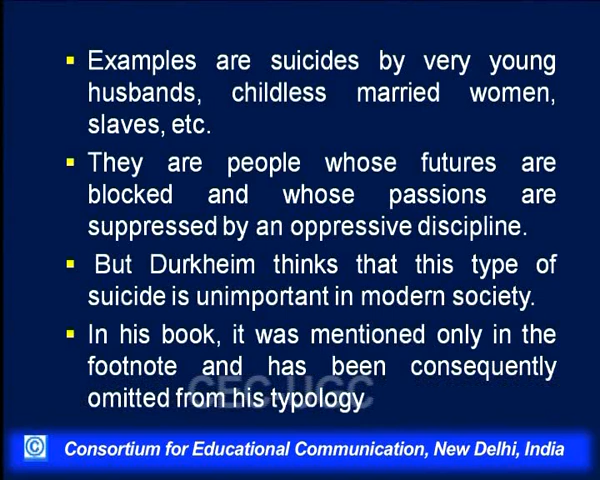 ▪ Examples are suicides by very young
husbands, childless married women,
slaves, etc.
▪ They are people whose futures are
blocked and whose passions are
suppressed by an oppressive discipline.
▪ But Durkheim thinks that this type of
suicide is unimportant in modern society.
▪ In his book, it was mentioned only in the
footnote and has been consequently
omitted from his typology
CEC UGC
© Consortium for Educational Communication, New Delhi, India